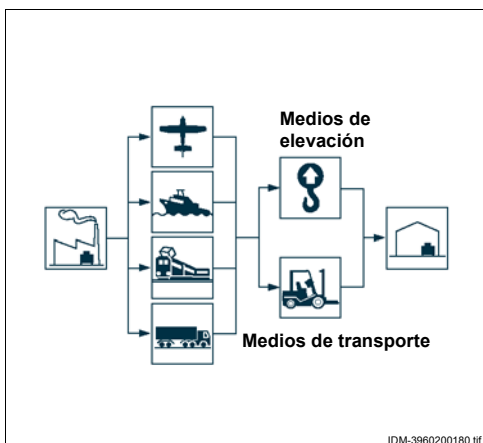 Medios de
elevación
Medios de transporte
IDM-3960200180.tif